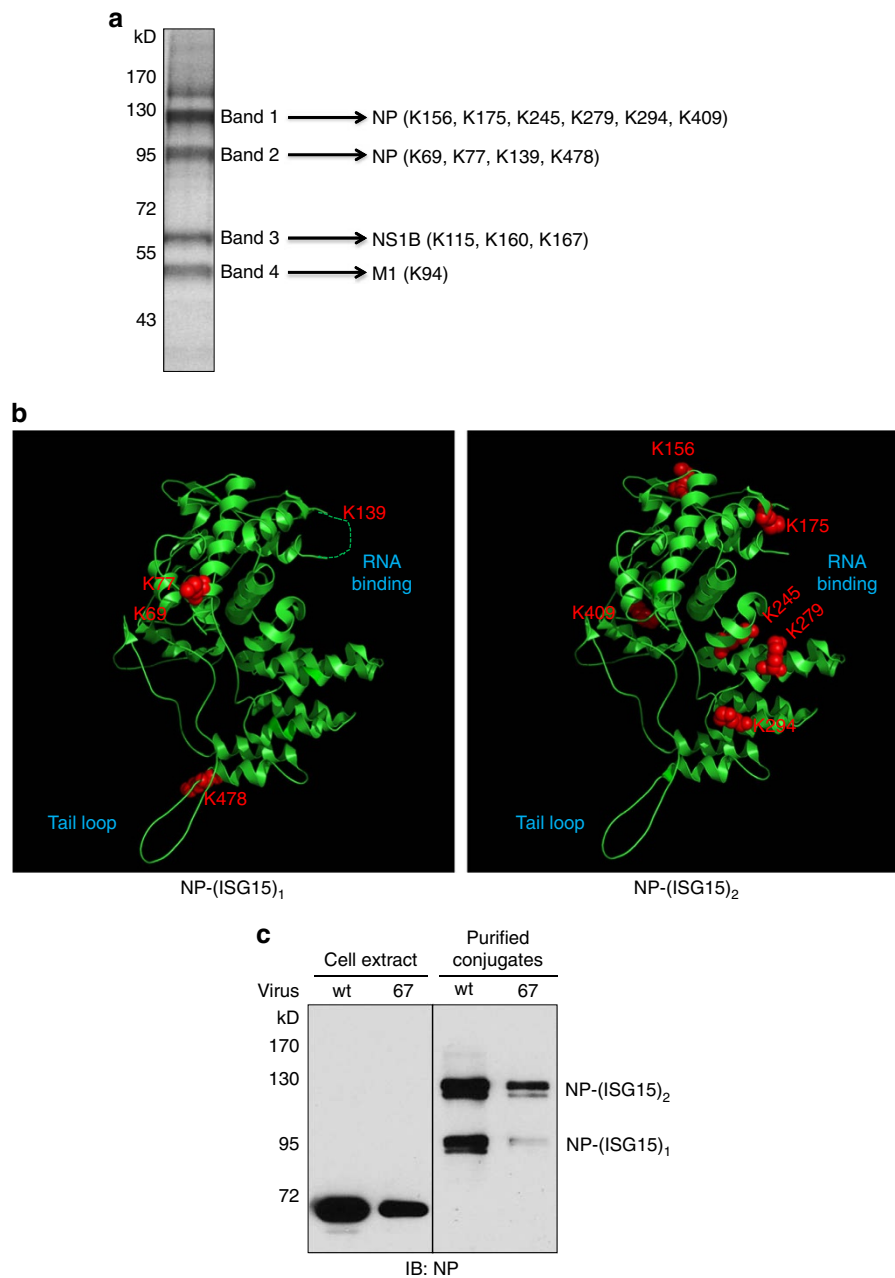 a
kD
170
130
95
72
55
43
Band 1 NP (K156, K175, K245, K279, K294, K409)
Band 2 NP (K69, K77, K139, K478)
Band 3 NS1B (K115, K160, K167)
Band 4 M1 (K94)
b
K139
RNA
binding
K77
K69
K478
Tail loop
NP-(ISG15)1
K156
K175
RNA
binding
K245
K279
K409
K294
Tail loop
NP-(ISG15)2
c
Cell extract Purified conjugates
Virus wt 67 wt 67
kD
170
130 NP-(ISG15)2
95 NP-(ISG15)1
72
IB: NP